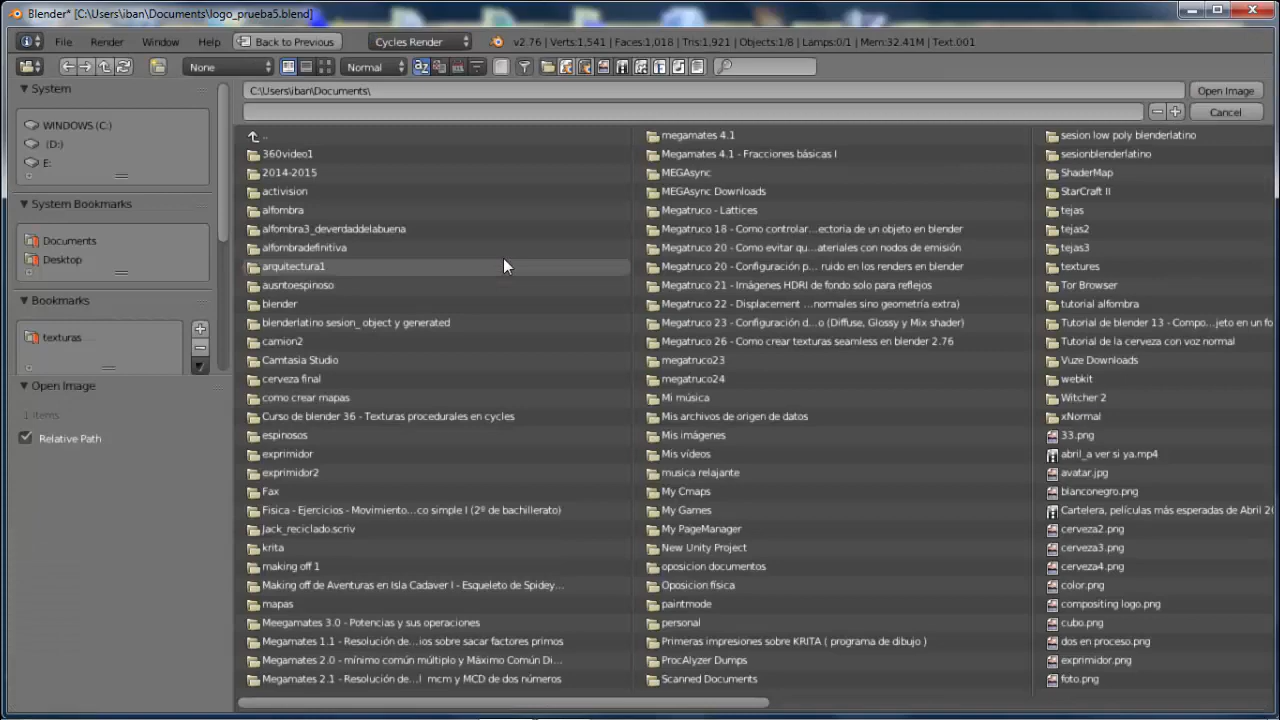 Blender* [C:\Users\iban\Documents\logo_prueba5.blend]
File Render Window Help Back to Previous Cycles Render v2.76 | Verts:1,541 | Faces:1,018 | Tris:1,921 | Objects:1/8 | Lamps:0/1 | Mem:32.41M | Text.001
None Normal
System
WINDOWS (C:)
(D:)
E:
System Bookmarks
Documents
Desktop
Bookmarks
texturas
Open Image
1 items
Relative Path
C:\Users\iban\Documents\
Open Image
Cancel
..
360video1
2014-2015
activision
alfombra
alfombra3_deverdaddelabuena
alfombradefinitiva
arquitectura1
ausntoespinoso
blender
blenderlatino sesion_ object y generated
camion2
Camtasia Studio
cerveza final
como crear mapas
Curso de blender 36 - Texturas procedurales en cycles
espinosos
exprimidor
exprimidor2
Fax
Fisica - Ejercicios - Movimiento...co simple I (2º de bachillerato)
Jack_reciclado.scriv
krita
making off 1
Making off de Aventuras en Isla Cadaver I - Esqueleto de Spidey...
mapas
Meegamates 3.0 - Potencias y sus operaciones
Megamates 1.1 - Resolución de...ios sobre sacar factores primos
Megamates 2.0 - mínimo común múltiplo y Máximo Común Di...
Megamates 2.1 - Resolución de...l mcm y MCD de dos números
megamates 4.1
Megamates 4.1 - Fracciones básicas I
MEGAsync
MEGAsync Downloads
Megatruco - Lattices
Megatruco 18 - Como controlar...ectoria de un objeto en blender
Megatruco 20 - Como evitar qu...ateriales con nodos de emisión
Megatruco 20 - Configuración p... ruido en los renders en blender
Megatruco 21 - Imágenes HDRI de fondo solo para reflejos
Megatruco 22 - Displacement ...normales sino geometría extra)
Megatruco 23 - Configuración d...o (Diffuse, Glossy y Mix shader)
Megatruco 26 - Como crear texturas seamless en blender 2.76
megatruco23
megatruco24
Mi música
Mis archivos de origen de datos
Mis imágenes
Mis vídeos
musica relajante
My Cmaps
My Games
My PageManager
New Unity Project
oposicion documentos
Oposicion física
paintmode
personal
Primeras impresiones sobre KRITA ( programa de dibujo )
ProcAlyzer Dumps
Scanned Documents
sesion low poly blenderlatino
sesionblenderlatino
ShaderMap
StarCraft II
tejas
tejas2
tejas3
textures
Tor Browser
tutorial alfombra
Tutorial de blender 13 - Compo...jeto en un fo
Tutorial de la cerveza con voz normal
Vuze Downloads
webkit
Witcher 2
xNormal
33.png
abril_a ver si ya.mp4
avatar.jpg
blanconegro.png
Cartelera, películas más esperadas de Abril 20
cerveza2.png
cerveza3.png
cerveza4.png
color.png
compositing logo.png
cubo.png
dos en proceso.png
exprimidor.png
foto.png